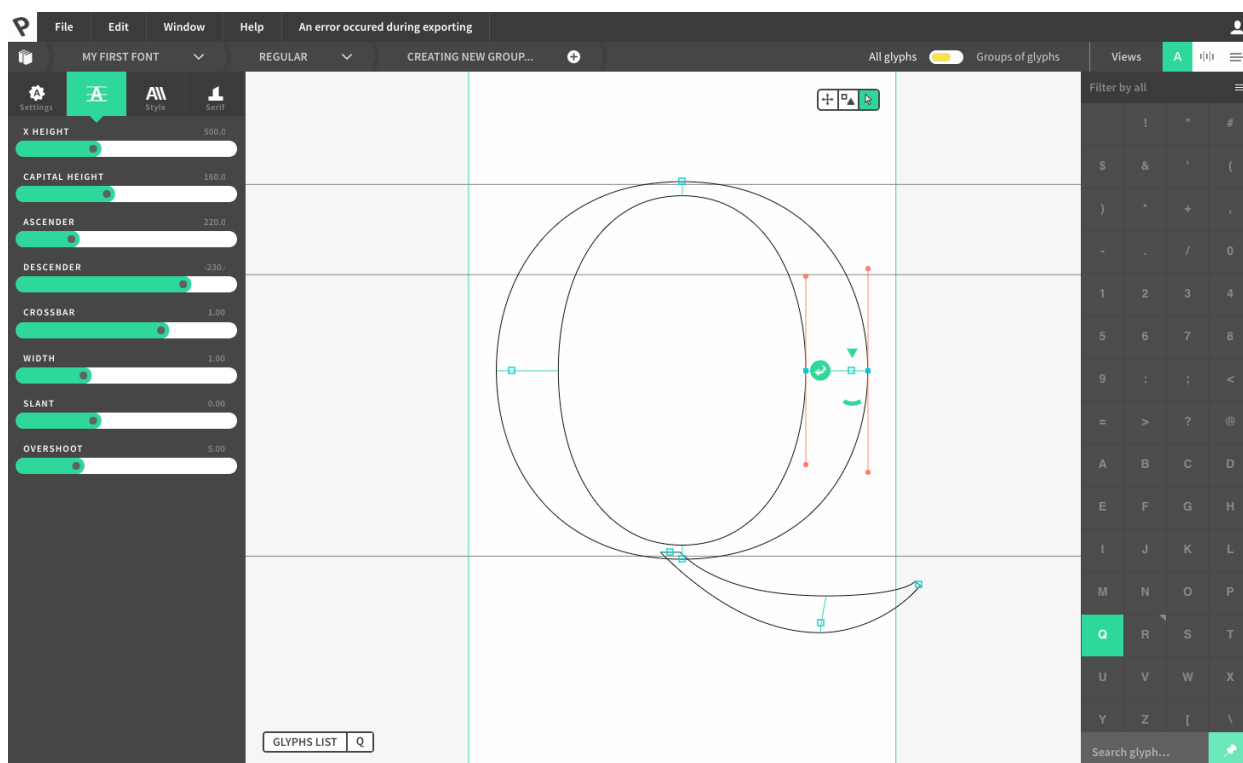 File Edit Window Help An error occured during exporting
MY FIRST FONT REGULAR CREATING NEW GROUP... All glyphs Groups of glyphs Views A
Settings A Style Serif
Filter by all
X HEIGHT 500.0
CAPITAL HEIGHT 160.0
ASCENDER 220.0
DESCENDER -230.
CROSSBAR 1.00
WIDTH 1.00
SLANT 0.00
OVERSHOOT 5.00
Q
! " #
$ & ' (
) * + ,
- . / 0
1 2 3 4
5 6 7 8
9 : ; <
= > ? @
A B C D
E F G H
I J K L
M N O P
Q R S T
U V W X
Y Z [ \
GLYPHS LIST Q
Search glyph...